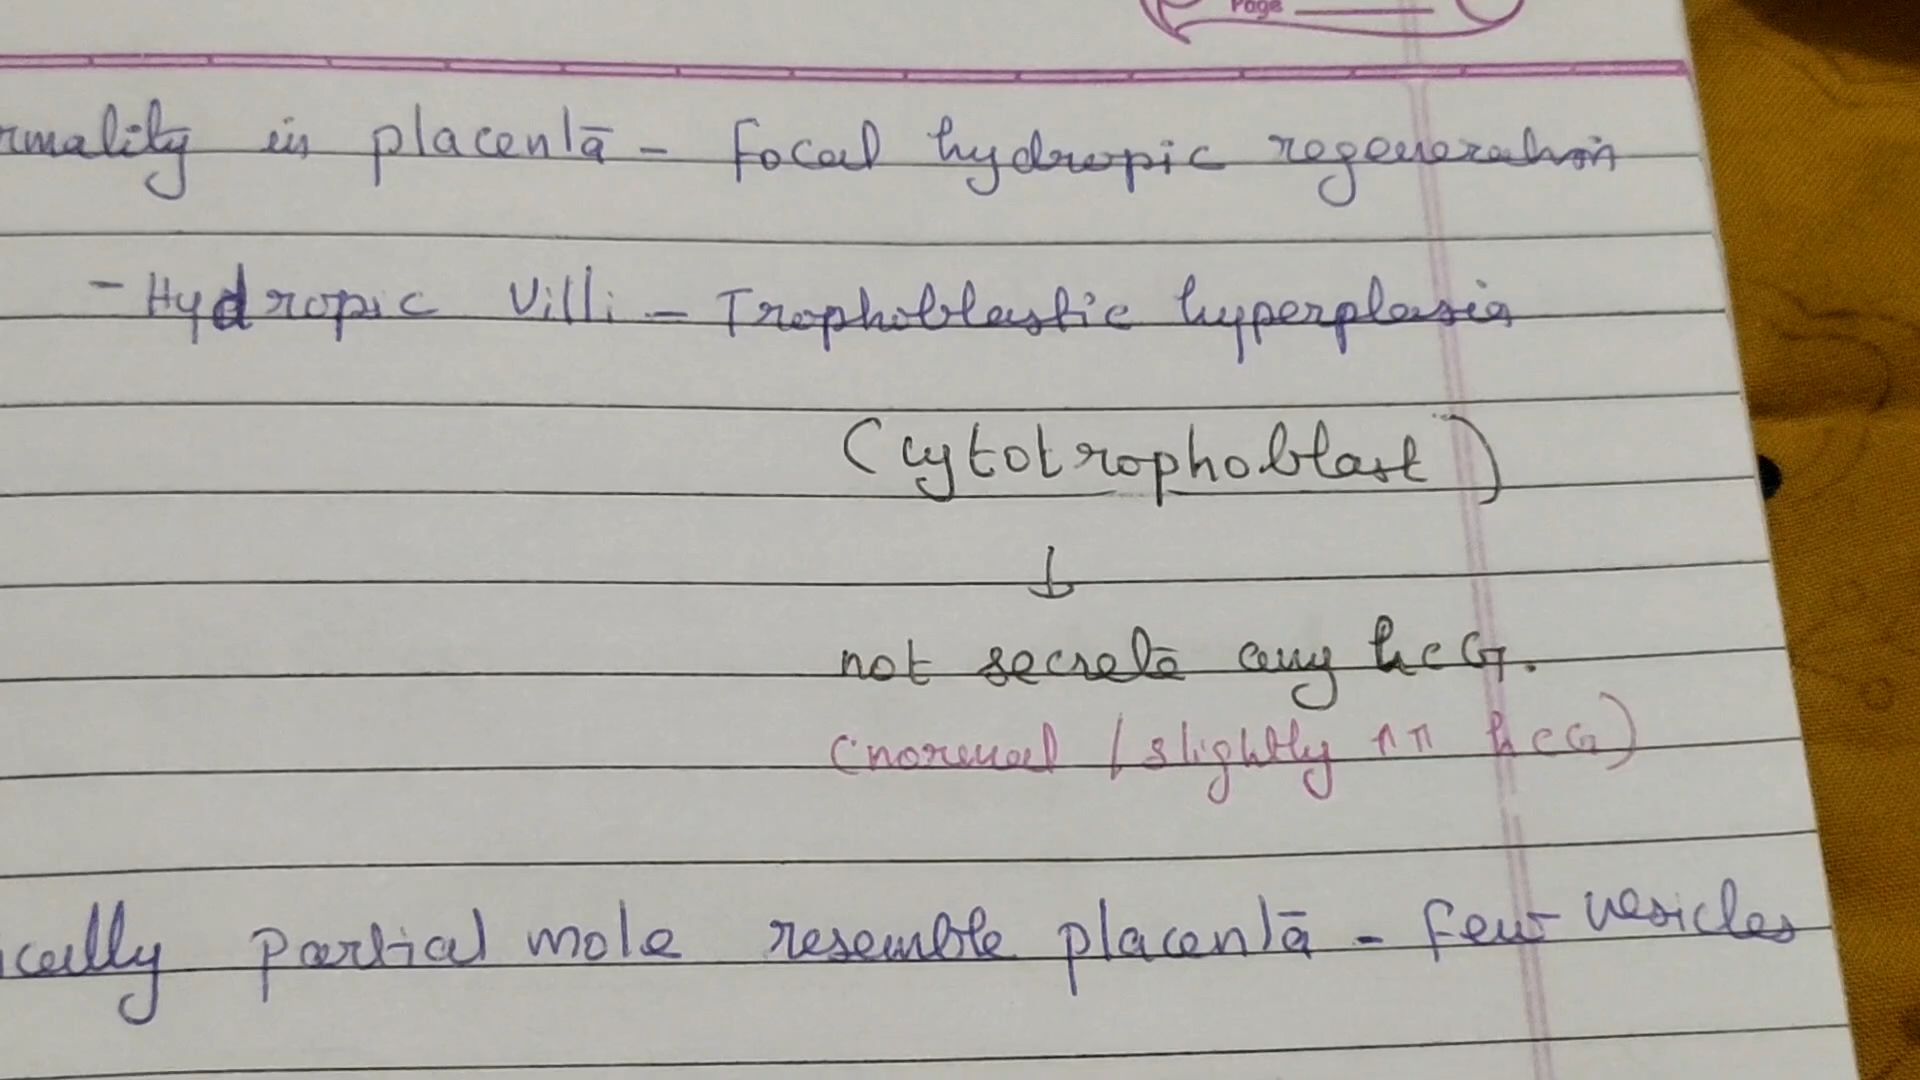 Page
rmality in placenta - Focal hydropic regeneration
- Hydropic Villi - Trophoblastic hyperplasia
(cytotrophoblast)
↓
not secrete any hcG.
(normal / slightly ↑↑ hcG)
ically partial mole resemble placenta - few vesicles